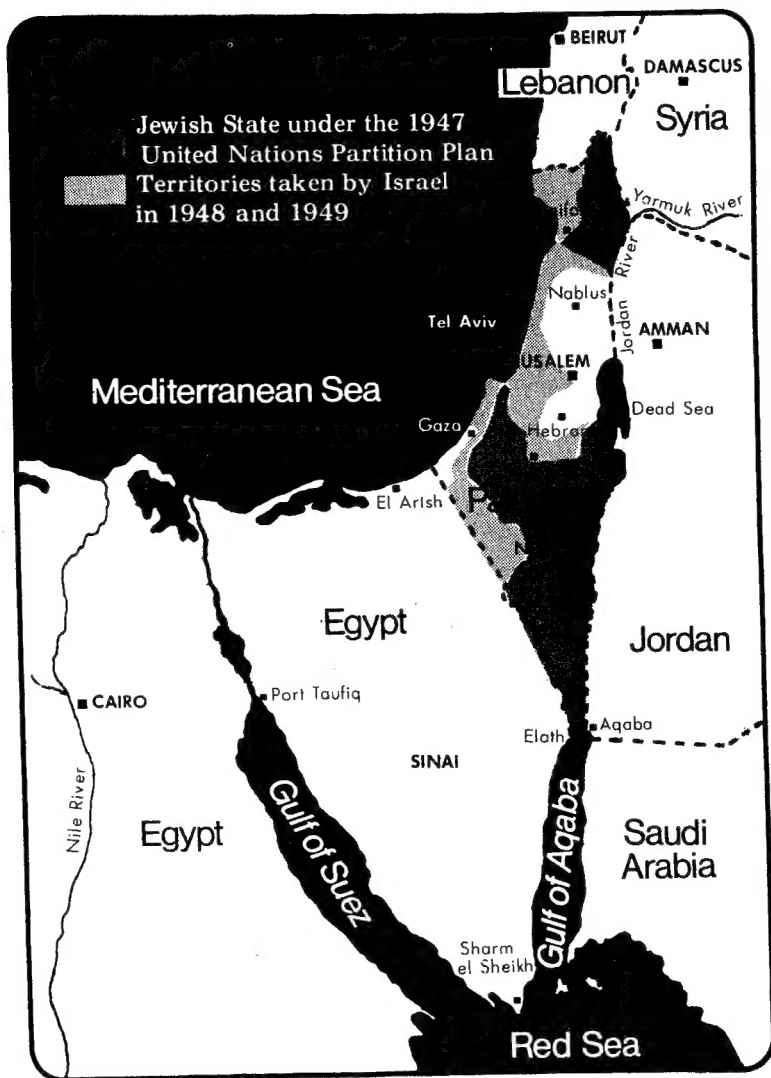 BEIRUT
Lebanon
DAMASCUS
Syria
Jewish State under the 1947
United Nations Partition Plan
Territories taken by Israel
in 1948 and 1949
Yarmuk River
Jordan River
Nablus
Tel Aviv
AMMAN
USALEM
Mediterranean Sea
Dead Sea
Gaza
Hebron
El Arish
Egypt
Jordan
Port Taufiq
CAIRO
Aqaba
Elath
SINAI
Nile River
Egypt
Gulf of Suez
Gulf of Aqaba
Saudi
Arabia
Sharm
el Sheikh
Red Sea